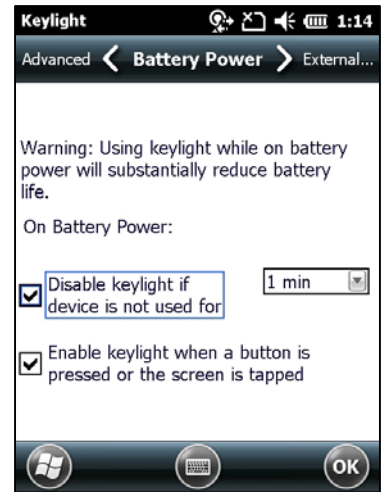 Keylight 1:14
Advanced Battery Power External...
Warning: Using keylight while on battery
power will substantially reduce battery
life.
On Battery Power:
Disable keylight if 1 min
device is not used for
Enable keylight when a button is
pressed or the screen is tapped
OK